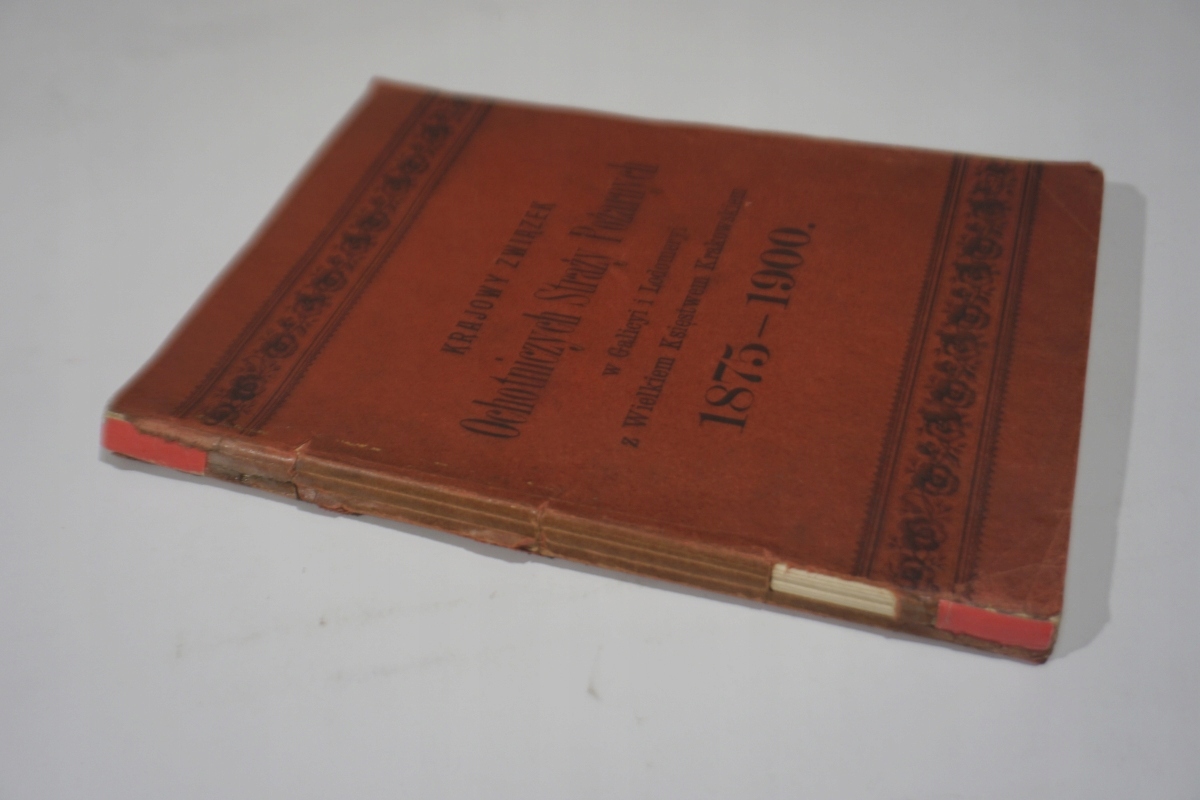 KRAJOWY ZWIĄZEK
Ochotniczych Straży Pożarnych
w Galicyi i Lodomeryi
z Wielkiem Księstwem Krakowskiem
1875–1900.